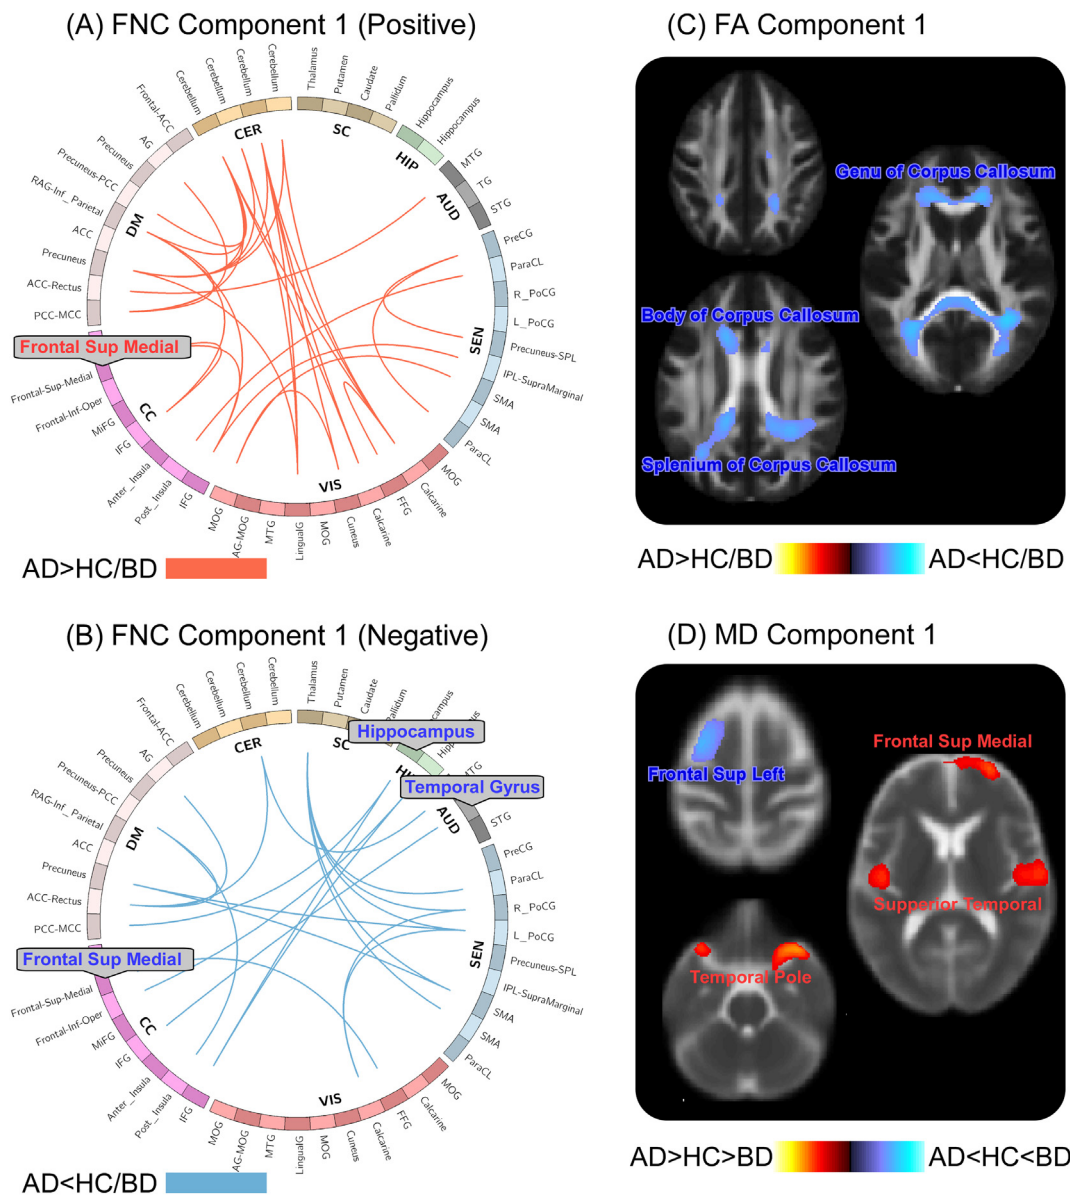 (A) FNC Component 1 (Positive)
Cerebellum
Cerebellum
Cerebellum
Cerebellum
Thalamus
Putamen
Caudate
Pallidum
Hippocampus
Hippocampus
MTG
TG
STG
PreCG
ParaCL
R_PoCG
L_PoCG
Precuneus-SPL
IPL-SupraMarginal
SMA
SMA
ParaCL
MOG
Calcarine
FFG
Calcarine
Cuneus
MOG
LingualG
MTG
AG-MOG
MOG
IFG
Post_Insula
Anter_Insula
IFG
MiFG
Frontal-Inf-Oper
Frontal-Sup-Medial
Frontal Sup Medial
PCC-MCC
ACC-Rectus
Precuneus
ACC
RAG-Inf_Parietal
Precuneus-PCC
Precuneus
AG
Frontal-ACC
CER
SC
HIP
AUD
SEN
VIS
CC
DM
AD>HC/BD
(B) FNC Component 1 (Negative)
Cerebellum
Cerebellum
Cerebellum
Cerebellum
Thalamus
Putamen
Caudate
Hippocampus
Temporal Gyrus
STG
PreCG
ParaCL
R_PoCG
L_PoCG
Precuneus-SPL
IPL-SupraMarginal
SMA
SMA
ParaCL
MOG
Calcarine
FFG
Calcarine
Cuneus
MOG
LingualG
MTG
AG-MOG
MOG
IFG
Post_Insula
Anter_Insula
IFG
MiFG
Frontal-Inf-Oper
Frontal-Sup-Medial
Frontal Sup Medial
PCC-MCC
ACC-Rectus
Precuneus
ACC
RAG-Inf_ Parietal
Precuneus-PCC
Precuneus
AG
Frontal-ACC
CER
SC
AUD
SEN
VIS
CC
DM
AD<HC/BD
(C) FA Component 1
Genu of Corpus Callosum
Body of Corpus Callosum
Splenium of Corpus Callosum
AD>HC/BD
AD<HC/BD
(D) MD Component 1
Frontal Sup Medial
Frontal Sup Left
Supporior Temporal
Temporal Pole
AD>HC>BD
AD<HC<BD